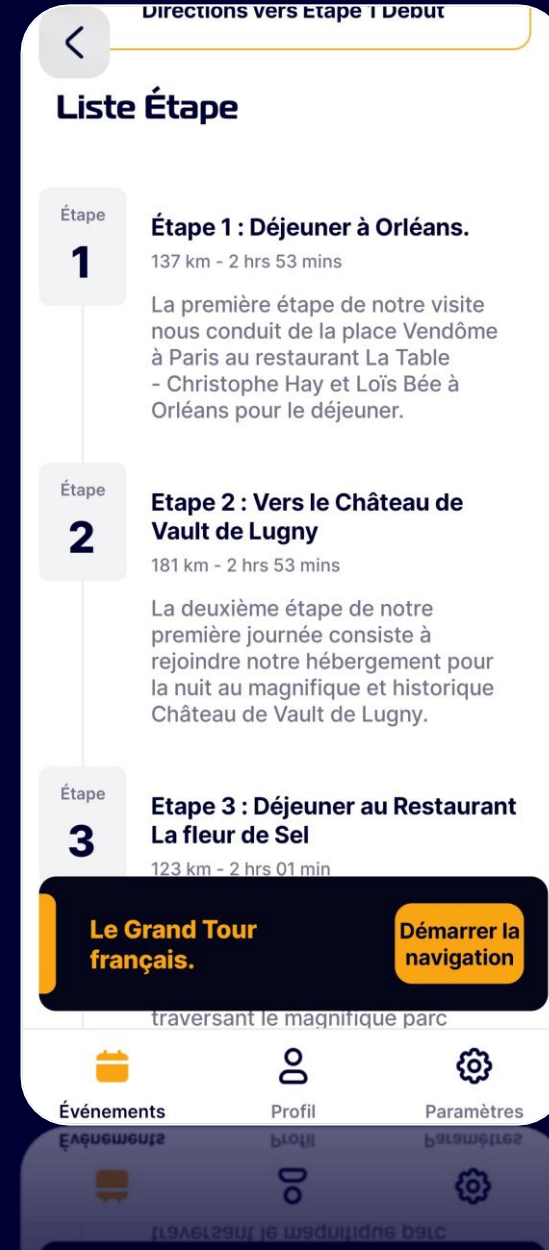 Directions vers Etape 1 Début
Liste Étape
Étape
1
Étape 1 : Déjeuner à Orléans.
137 km - 2 hrs 53 mins
La première étape de notre visite
nous conduit de la place Vendôme
à Paris au restaurant La Table
- Christophe Hay et Loïs Bée à
Orléans pour le déjeuner.
Étape
2
Etape 2 : Vers le Château de
Vault de Lugny
181 km - 2 hrs 53 mins
La deuxième étape de notre
première journée consiste à
rejoindre notre hébergement pour
la nuit au magnifique et historique
Château de Vault de Lugny.
Étape
3
Etape 3 : Déjeuner au Restaurant
La fleur de Sel
123 km - 2 hrs 01 min
Le Grand Tour
français.
Démarrer la
navigation
traversant le magnifique parc
Événements
Profil
Paramètres